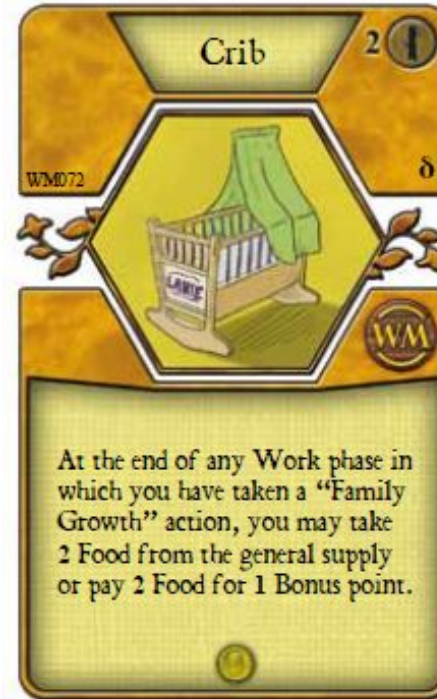 Crib
2
WM072
δ
WM
At the end of any Work phase in
which you have taken a “Family
Growth” action, you may take
2 Food from the general supply
or pay 2 Food for 1 Bonus point.